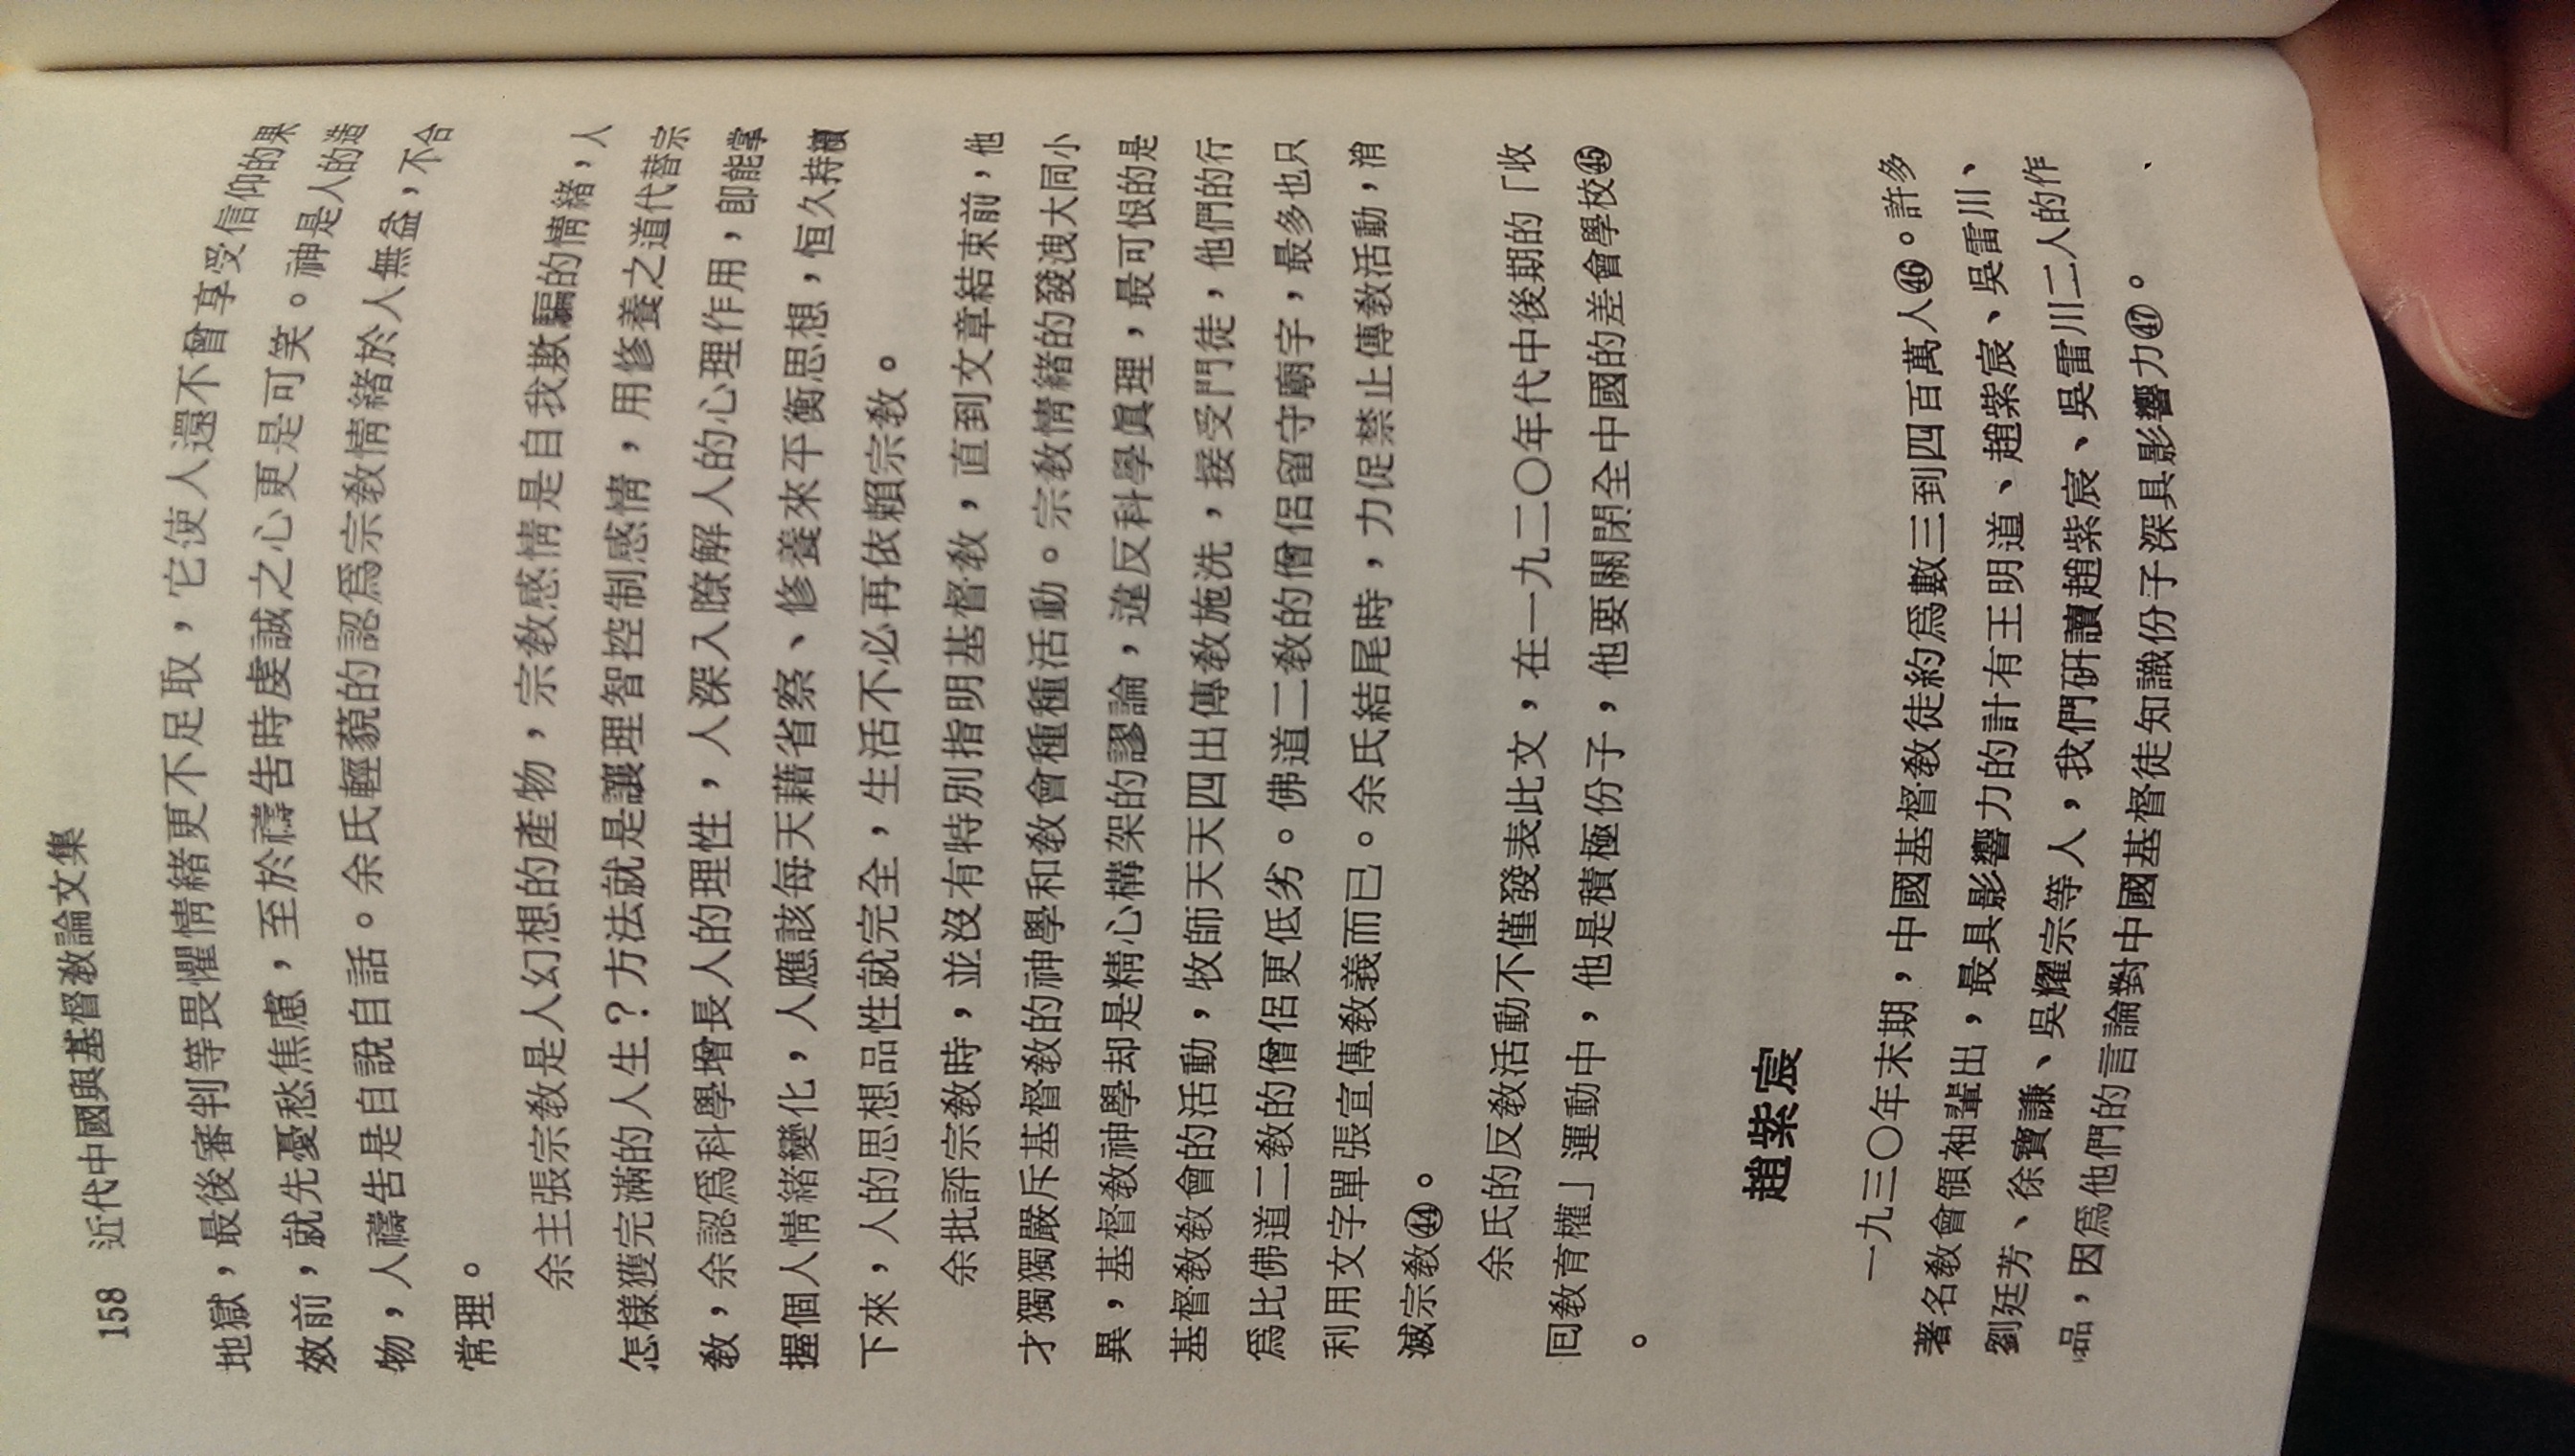 158 近代中國與基督敎論文集
地獄，最後審判等畏懼情緒更不足取，它使人還不曾享受信仰的果
效前，就先憂愁焦慮，至於禱告時虔誠之心更是可笑。神是人的造
物，人禱告是自說自話。余氏輕藐的認爲宗敎情緒於人無益，不合
常理。
余主張宗敎是人幻想的產物，宗敎感情是自我欺騙的情緒，人
怎樣獲完滿的人生？方法就是讓理智控制感情，用修養之道代替宗
敎，余認爲科學增長人的理性，人深入瞭解人的心理作用，卽能掌
握個人情緒變化，人應該每天藉省察、修養來平衡思想，恒久持續
下來，人的思想品性就完全，生活不必再依賴宗敎。
余批評宗敎時，並沒有特別指明基督敎，直到文章結束前，他
才獨獨嚴斥基督敎的神學和敎會種種活動。宗敎情緒的發洩大同小
異，基督敎神學却是精心構架的謬論，違反科學眞理，最可恨的是
基督敎敎會的活動，牧師天天四出傳敎施洗，接受門徒，他們的行
爲比佛道二敎的僧侶更低劣。佛道二敎的僧侶留守廟宇，最多也只
利用文字單張宣傳敎義而已。余氏結尾時，力促禁止傳敎活動，消
滅宗敎㊹。
余氏的反敎活動不僅發表此文，在一九二〇年代中後期的「收
回敎育權」運動中，他是積極份子，他要關閉全中國的差會學校㊺
。
趙紫宸
一九三〇年末期，中國基督敎徒約爲數三到四百萬人㊻。許多
著名敎會領袖輩出，最具影響力的計有王明道、趙紫宸、吳雷川、
劉廷芳、徐寶謙、吳耀宗等人，我們研讀趙紫宸、吳雷川二人的作
品，因爲他們的言論對中國基督徒知識份子深具影響力㊼。